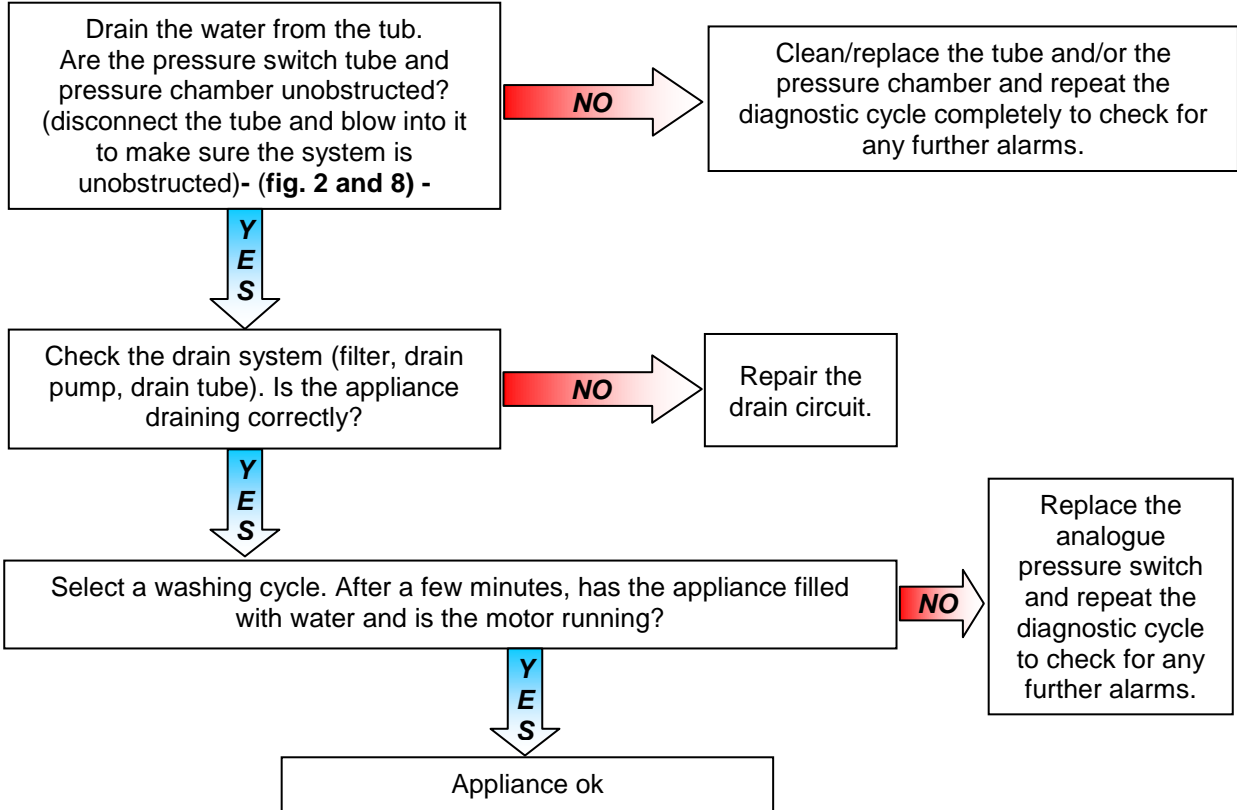 Drain the water from the tub.
Are the pressure switch tube and
pressure chamber unobstructed?
(disconnect the tube and blow into it
to make sure the system is
unobstructed)- (fig. 2 and 8) -
NO
Clean/replace the tube and/or the
pressure chamber and repeat the
diagnostic cycle completely to check for
any further alarms.
Y
E
S
Check the drain system (filter, drain
pump, drain tube). Is the appliance
draining correctly?
NO
Repair the
drain circuit.
Y
E
S
Select a washing cycle. After a few minutes, has the appliance filled
with water and is the motor running?
NO
Replace the
analogue
pressure switch
and repeat the
diagnostic cycle
to check for any
further alarms.
Y
E
S
Appliance ok